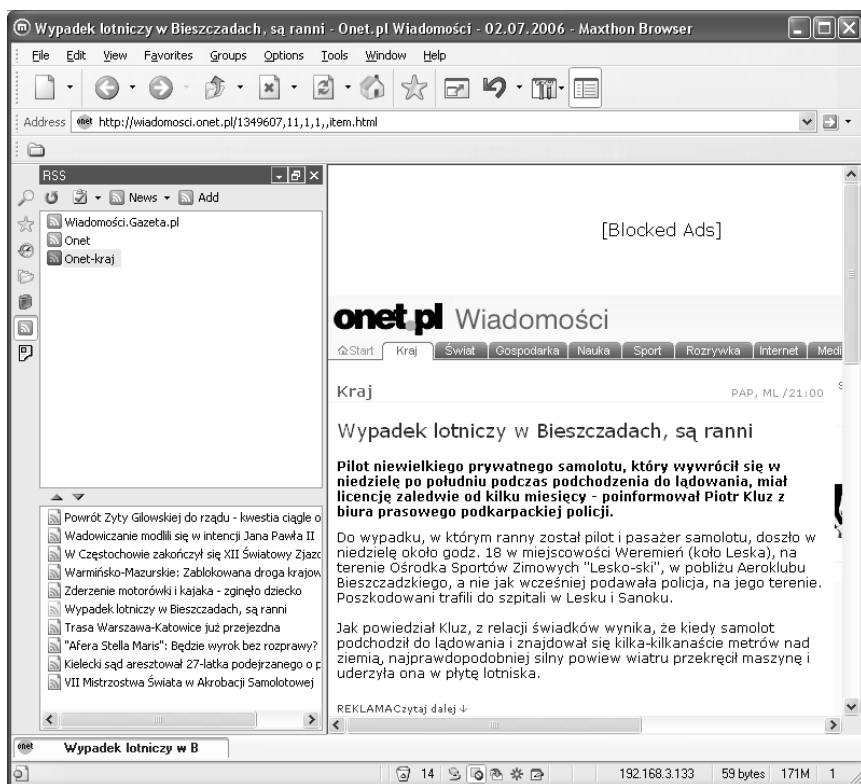 Wypadek lotniczy w Bieszczadach, są ranni - Onet.pl Wiadomości - 02.07.2006 - Maxthon Browser
File Edit View Favorites Groups Options Tools Window Help
Address http://wiadomosci.onet.pl/1349607,11,1,1,,item.html
RSS
News Add
Wiadomości.Gazeta.pl
Onet
Onet-kraj
Powrót Zyty Gilowskiej do rządu - kwestia ciągle o
Wadowiczanie modlili się w intencji Jana Pawła II
W Częstochowie zakończył się XII Światowy Zjazd
Warmińsko-Mazurskie: Zablokowana droga krajow
Zderzenie motorówki i kajaka - zginęło dziecko
Wypadek lotniczy w Bieszczadach, są ranni
Trasa Warszawa-Katowice już przejezdna
"Afera Stella Maris": Będzie wyrok bez rozprawy?
Kielecki sąd aresztował 27-latka podejrzanego o p
VII Mistrzostwa Świata w Akrobacji Samolotowej
[Blocked Ads]
onet.pl Wiadomości
Start Kraj Świat Gospodarka Nauka Sport Rozrywka Internet Medi
Kraj PAP, ML /21:00
Wypadek lotniczy w Bieszczadach, są ranni
Pilot niewielkiego prywatnego samolotu, który wywrócił się w
niedzielę po południu podczas podchodzenia do lądowania, miał
licencję zaledwie od kilku miesięcy - poinformował Piotr Kluz z
biura prasowego podkarpackiej policji.
Do wypadku, w którym ranny został pilot i pasażer samolotu, doszło w
niedzielę około godz. 18 w miejscowości Weremień (koło Leska), na
terenie Ośrodka Sportów Zimowych "Lesko-ski", w pobliżu Aeroklubu
Bieszczadzkiego, a nie jak wcześniej podawała policja, na jego terenie.
Poszkodowani trafili do szpitali w Lesku i Sanoku.
Jak powiedział Kluz, z relacji świadków wynika, że kiedy samolot
podchodził do lądowania i znajdował się kilka-kilkanaście metrów nad
ziemią, najprawdopodobniej silny powiew wiatru przekręcił maszynę i
uderzyła ona w płytę lotniska.
REKLAMACzytaj dalej
onet Wypadek lotniczy w B
14 192.168.3.133 59 bytes 171M 1